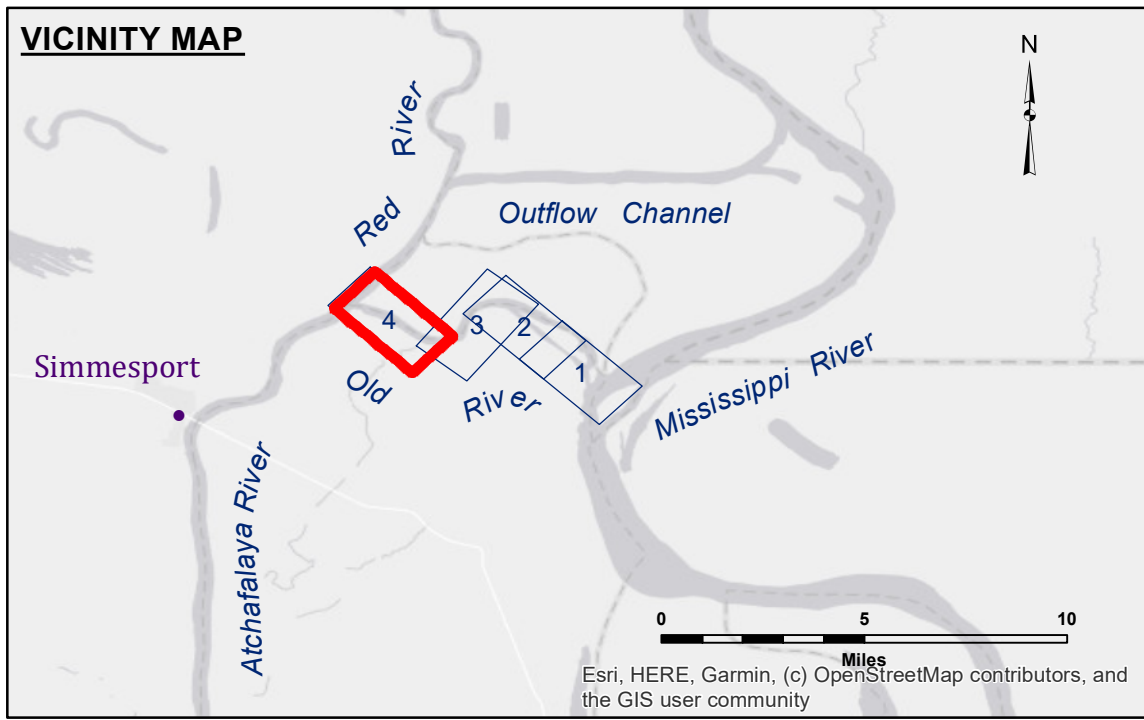 VICINITY MAP
N
Red River
Outflow Channel
4
3
2
1
Simmesport
Old River
Mississippi River
Atchafalaya River
0 5 10
Miles
Esri, HERE, Garmin, (c) OpenStreetMap contributors, and
the GIS user community